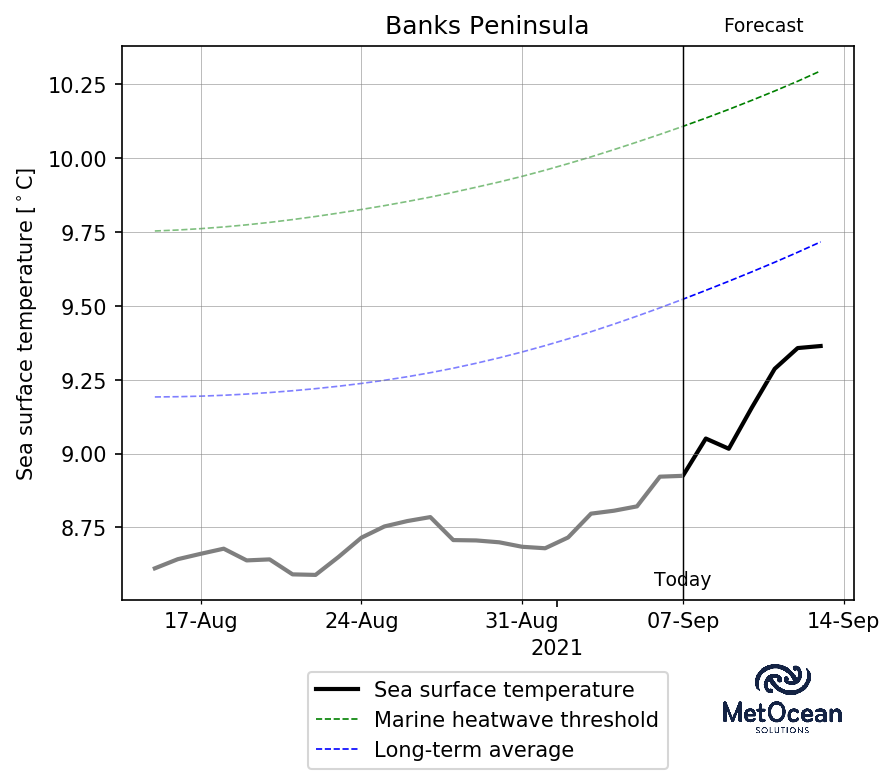 Banks Peninsula
Forecast
Sea surface temperature [°C]
10.25
10.00
9.75
9.50
9.25
9.00
8.75
Today
17-Aug
24-Aug
31-Aug
07-Sep
14-Sep
2021
Sea surface temperature
Marine heatwave threshold
Long-term average
MetOcean
SOLUTIONS